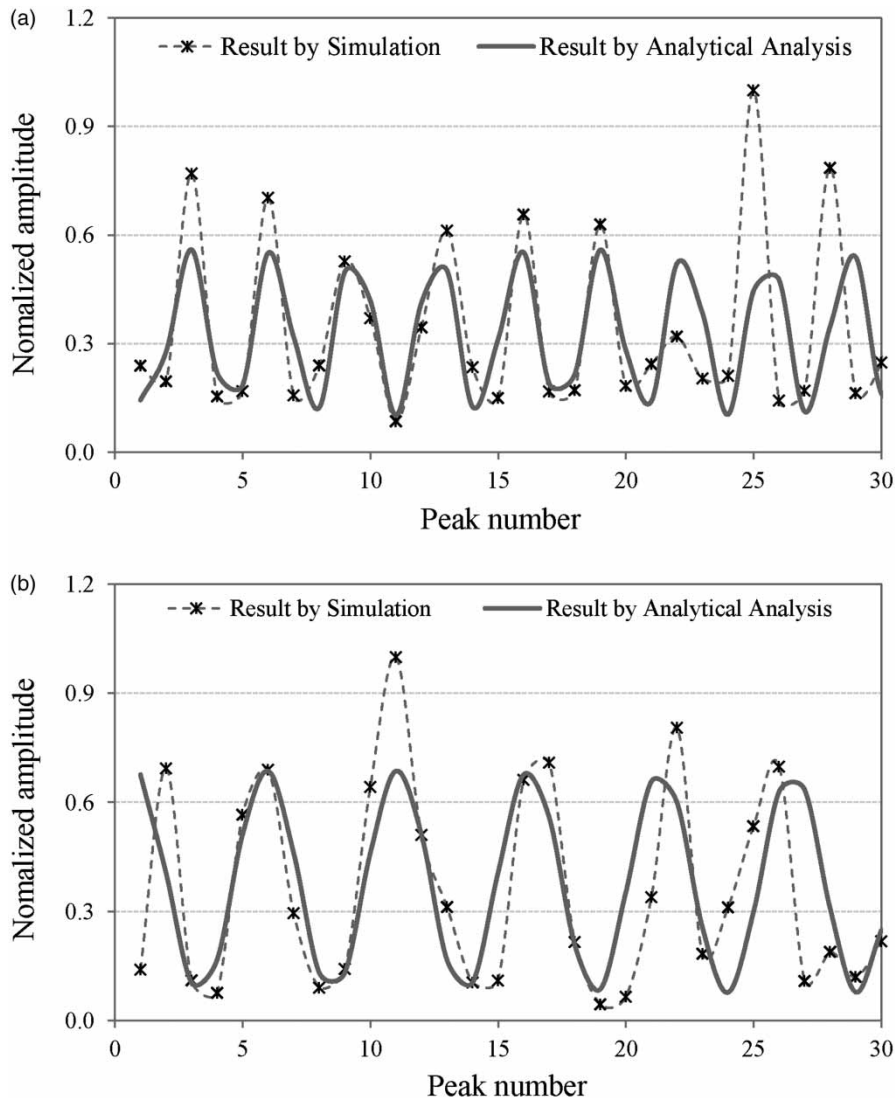 (a)
1.2
Result by Simulation
Result by Analytical Analysis
0.9
0.6
0.3
0.0
Nomalized amplitude
0 5 10 15 20 25 30
Peak number
(b)
1.2
Result by Simulation
Result by Analytical Analysis
0.9
0.6
0.3
0.0
Nomalized amplitude
0 5 10 15 20 25 30
Peak number